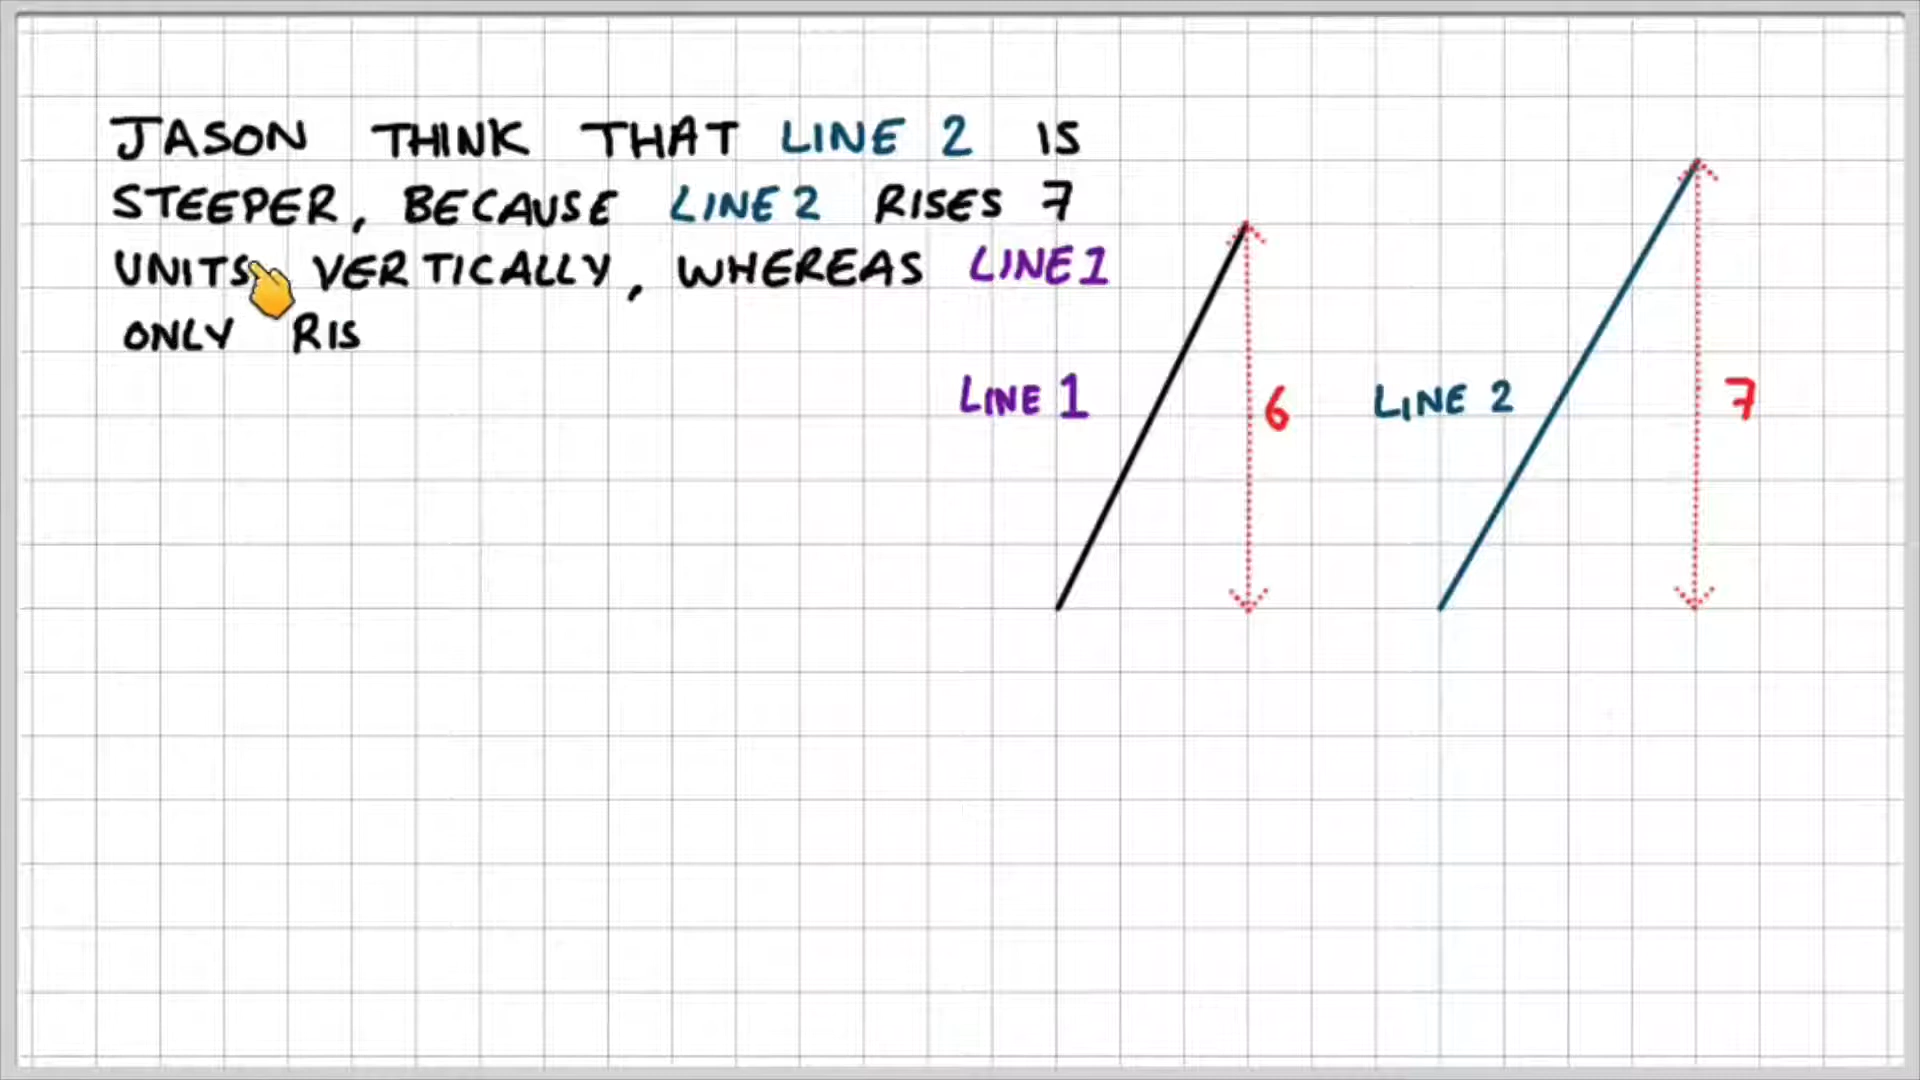 JASON THINK THAT LINE 2 IS
STEEPER, BECAUSE LINE 2 RISES 7
UNITS VERTICALLY, WHEREAS LINE 1
ONLY RIS
LINE 1
6
LINE 2
7